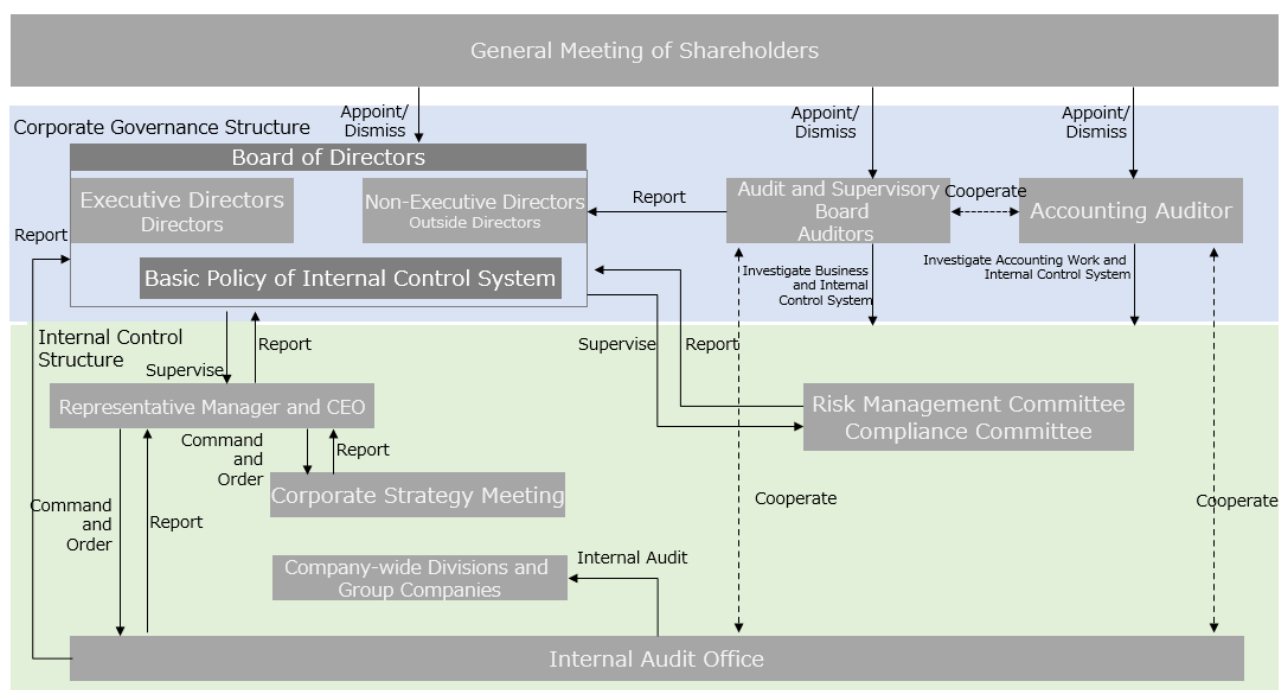 General Meeting of Shareholders
Appoint/
Dismiss
Appoint/
Dismiss
Appoint/
Dismiss
Corporate Governance Structure
Board of Directors
Executive Directors
Directors
Non-Executive Directors
Outside Directors
Report
Audit and Supervisory
Board
Auditors
Cooperate
Accounting Auditor
Report
Basic Policy of Internal Control System
Investigate Business
and Internal
Control System
Investigate Accounting Work and
Internal Control System
Internal Control
Structure
Supervise
Report
Supervise
Report
Representative Manager and CEO
Risk Management Committee
Compliance Committee
Command
and
Order
Report
Corporate Strategy Meeting
Command
and
Order
Report
Cooperate
Cooperate
Company-wide Divisions and
Group Companies
Internal Audit
Internal Audit Office